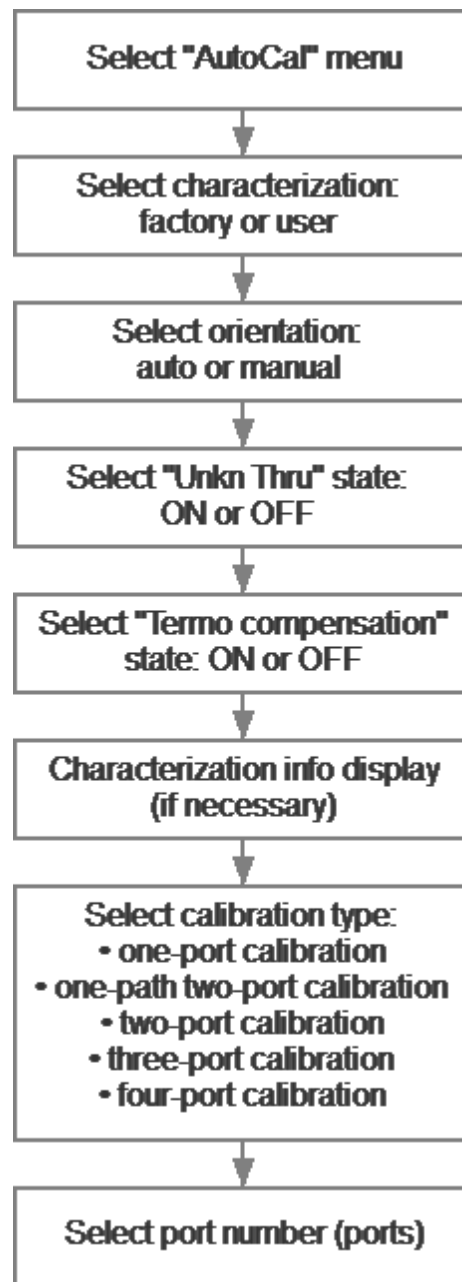 Select "AutoCal" menu
Select characterization:
factory or user
Select orientation:
auto or manual
Select "Unkn Thru" state:
ON or OFF
Select "Termo compensation"
state: ON or OFF
Characterization info display
(if necessary)
Select calibration type:
• one-port calibration
• one-path two-port calibration
• two-port calibration
• three-port calibration
• four-port calibration
Select port number (ports)